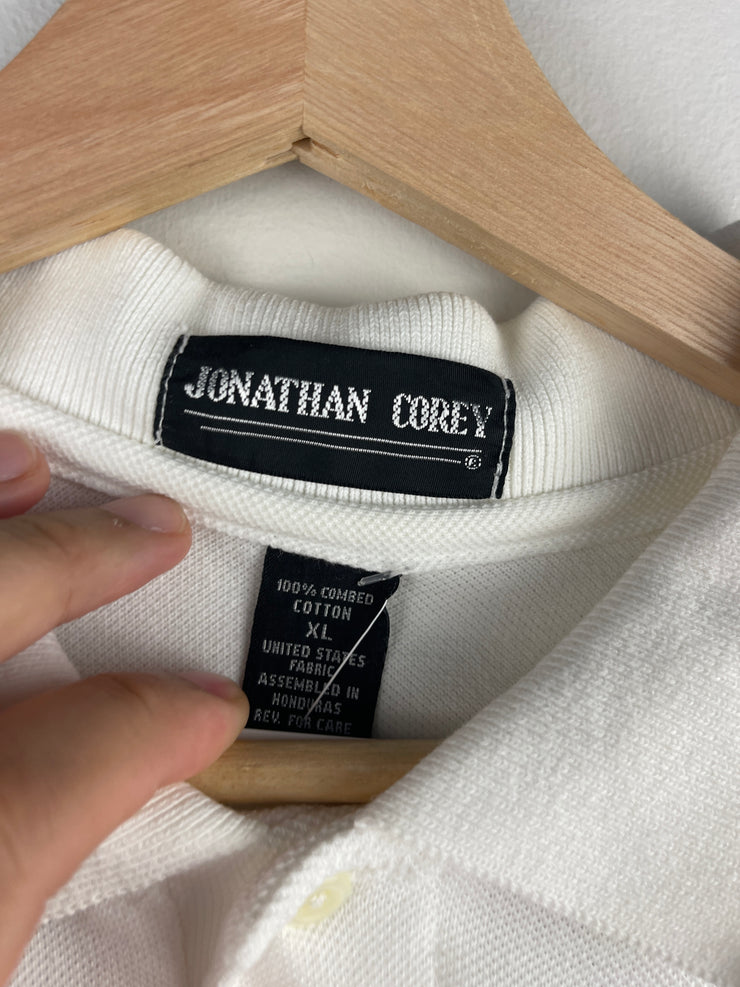 JONATHAN COREY
®
100% COMBED
COTTON
XL
UNITED STATES
FABRIC
ASSEMBLED IN
HONDURAS
REV. FOR CARE